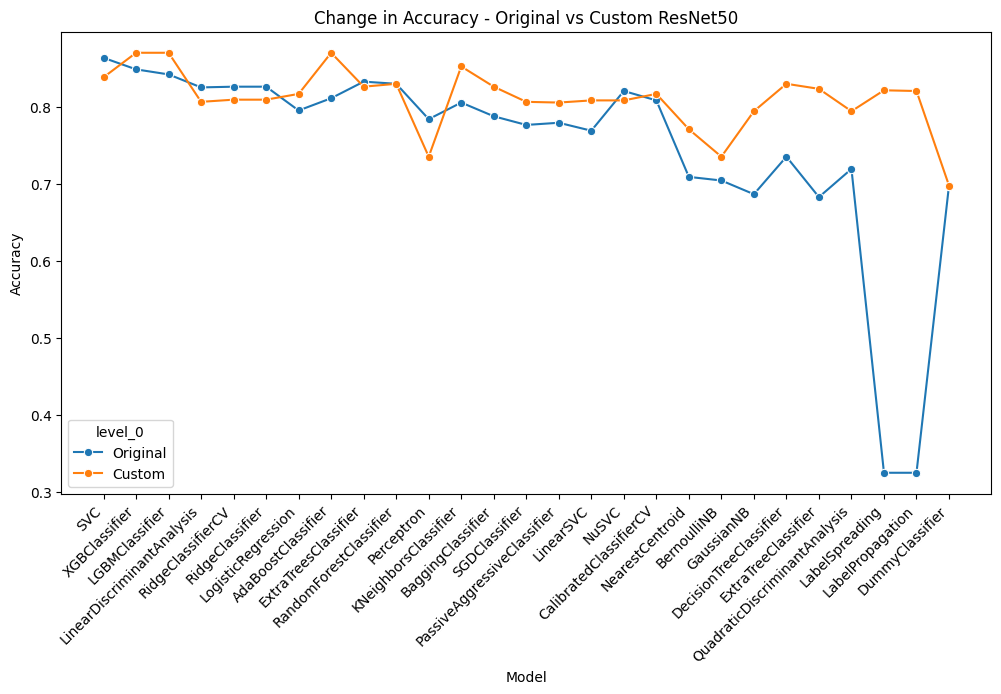 Change in Accuracy - Original vs Custom ResNet50
Accuracy
0.8
0.7
0.6
0.5
0.4
0.3
level_0
Original
Custom
SVC
XGBClassifier
LGBMClassifier
LinearDiscriminantAnalysis
RidgeClassifierCV
RidgeClassifier
LogisticRegression
AdaBoostClassifier
ExtraTreesClassifier
RandomForestClassifier
Perceptron
KNeighborsClassifier
BaggingClassifier
SGDClassifier
PassiveAggressiveClassifier
LinearSVC
NuSVC
CalibratedClassifierCV
NearestCentroid
BernoulliNB
GaussianNB
DecisionTreeClassifier
ExtraTreeClassifier
QuadraticDiscriminantAnalysis
LabelSpreading
LabelPropagation
DummyClassifier
Model